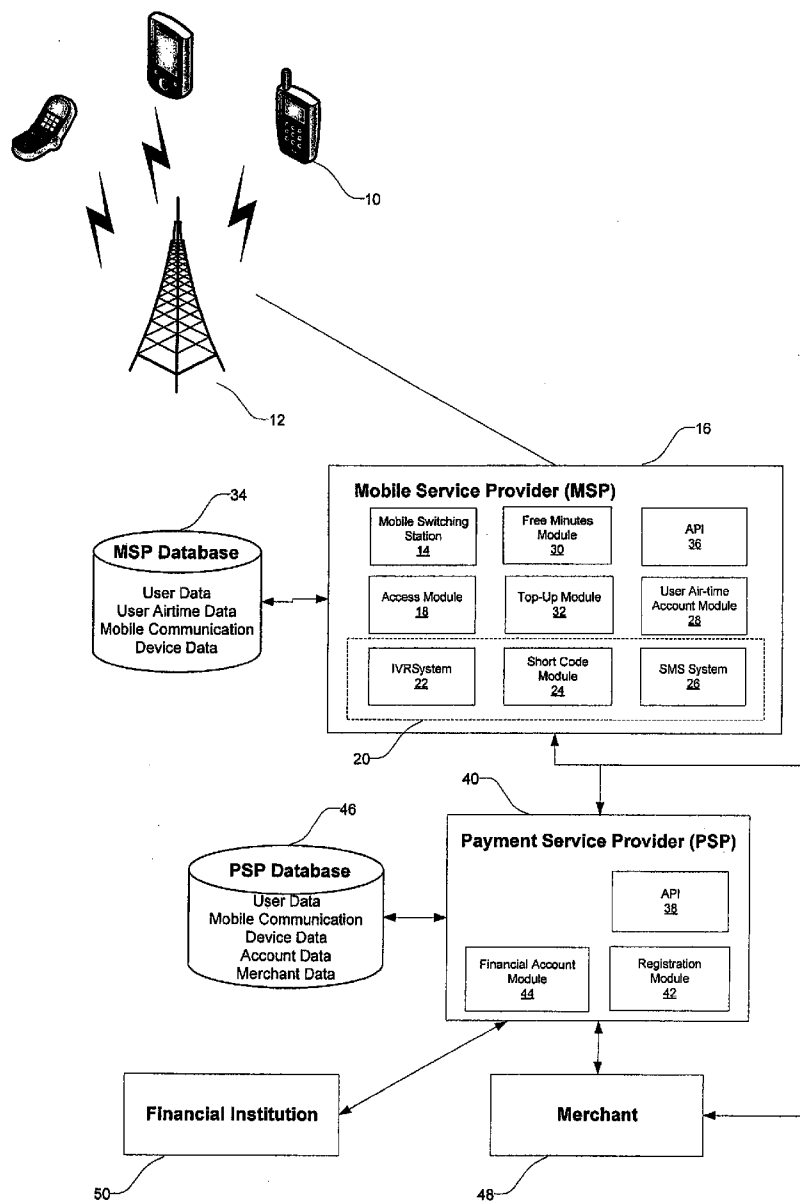 10
12
16
Mobile Service Provider (MSP)
34
MSP Database
User Data
User Airtime Data
Mobile Communication
Device Data
Mobile Switching
Station
14
Free Minutes
Module
30
API
36
Access Module
18
Top-Up Module
32
User Air-time
Account Module
28
IVRSystem
22
Short Code
Module
24
SMS System
26
20
40
Payment Service Provider (PSP)
46
PSP Database
User Data
Mobile Communication
Device Data
Account Data
Merchant Data
API
38
Financial Account
Module
44
Registration
Module
42
Financial Institution
50
Merchant
48